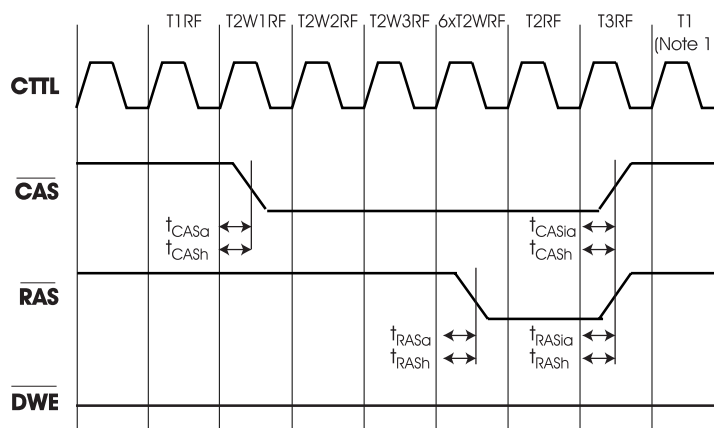 T1RF T2W1RF T2W2RF T2W3RF 6xT2WRF T2RF T3RF T1
(Note 1
CTTL
CAS
tCASa tCASia
tCASh tCASh
RAS
tRASa tRASia
tRASh tRASh
DWE